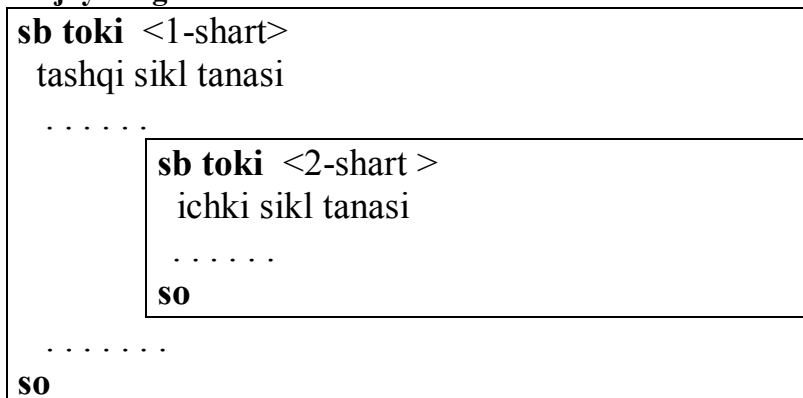 sb toki <1-shart>
tashqi sikl tanasi
. . . . . .
sb toki <2-shart >
ichki sikl tanasi
. . . . . .
so
. . . . . . .
so